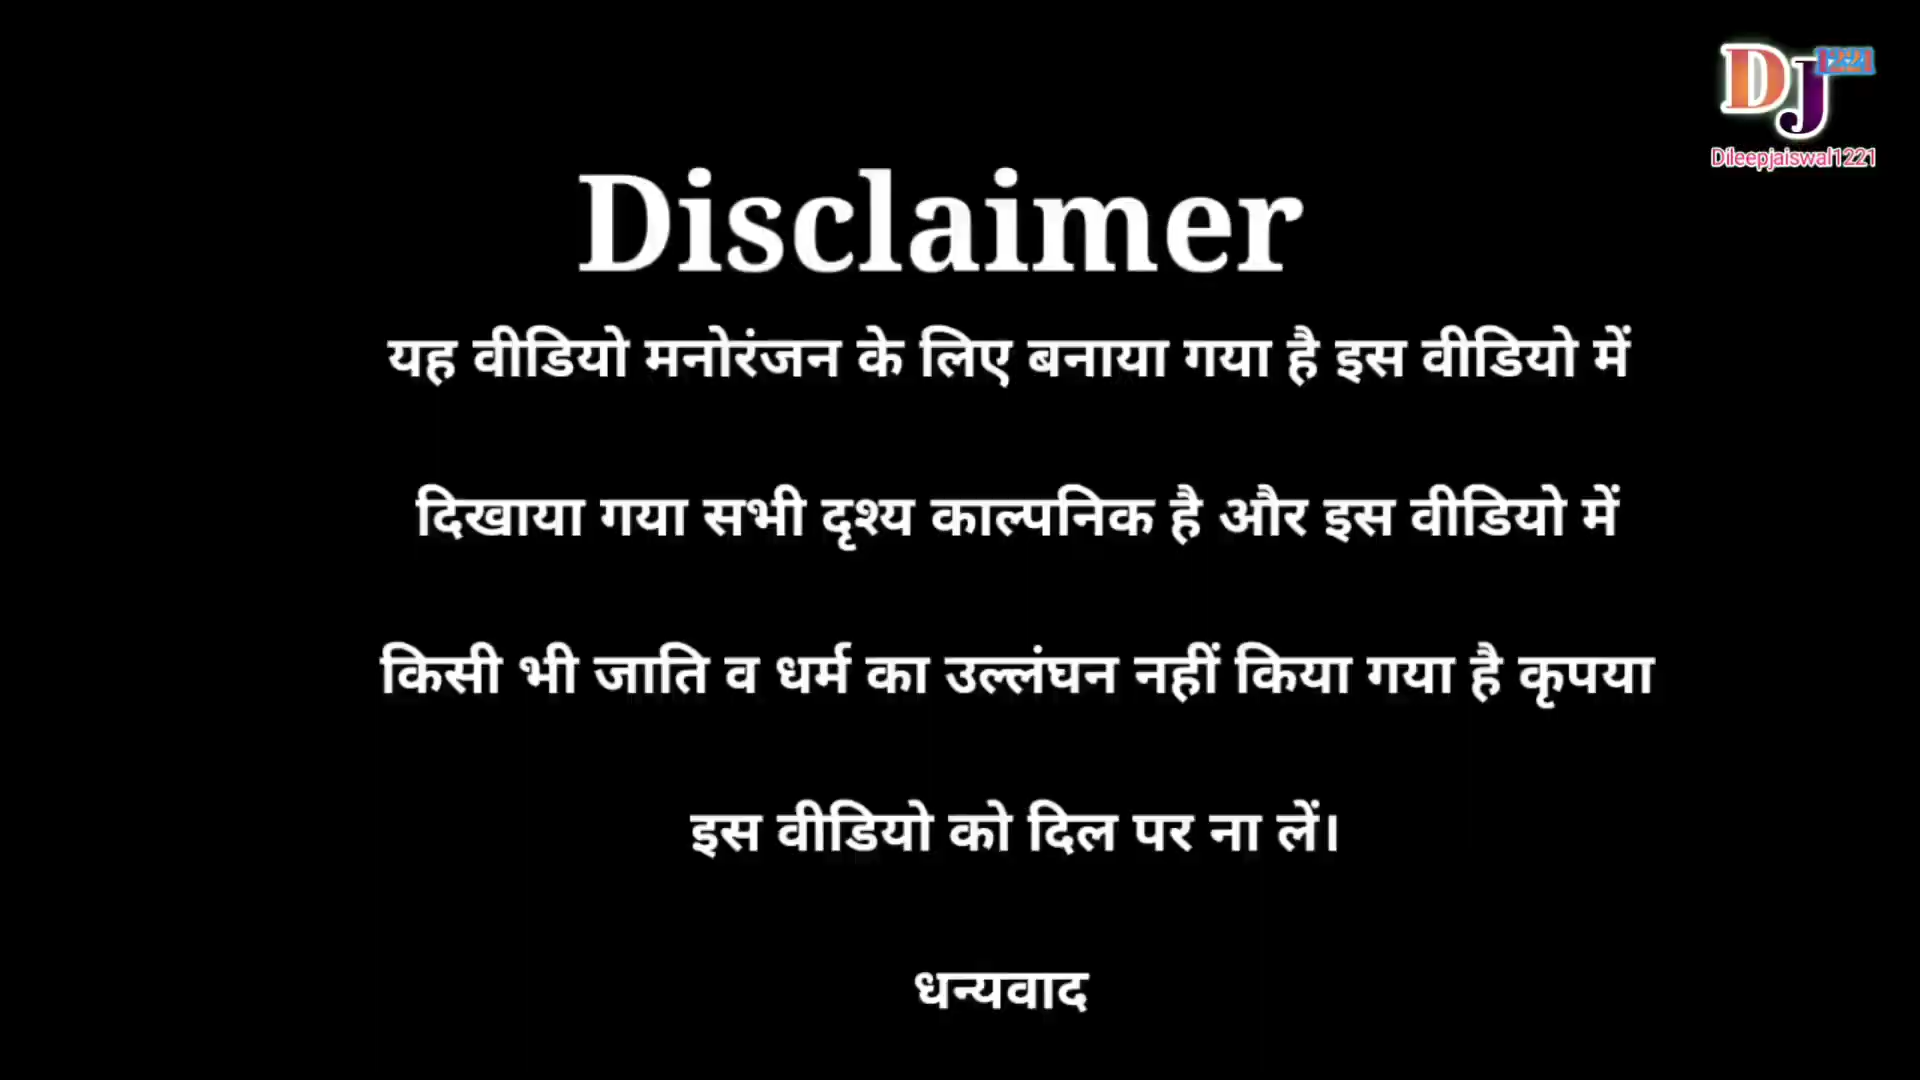 DJ 1221
Dileepjaiswal1221
Disclaimer
यह वीडियो मनोरंजन के लिए बनाया गया है इस वीडियो में
दिखाया गया सभी दृश्य काल्पनिक है और इस वीडियो में
किसी भी जाति व धर्म का उल्लंघन नहीं किया गया है कृपया
इस वीडियो को दिल पर ना लें।
धन्यवाद